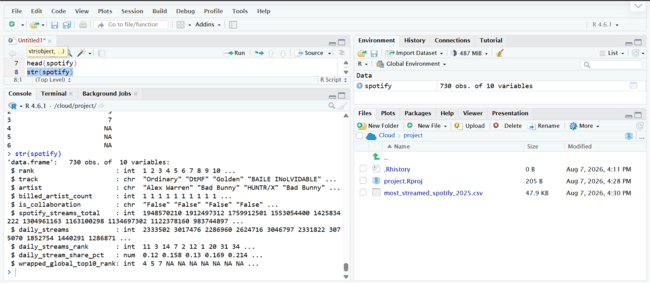 File Edit Code View Plots Session Build Debug Profile Tools Help
Go to file/function
Addins
R 4.6.1
Untitled1*
str(object, ...)
Run
Source
7 head(spotify)
8 str(spotify)
8:1 (Top Level) R Script
Console Terminal Background Jobs
R 4.6.1 · /cloud/project/
3 7
4 NA
5 NA
6 NA
> str(spotify)
'data.frame': 730 obs. of 10 variables:
$ rank : int 1 2 3 4 5 6 7 8 9 10 ...
$ track : chr "Ordinary" "DtMF" "Golden" "BAILE INoLVIDABLE" ...
$ artist : chr "Alex Warren" "Bad Bunny" "HUNTR/X" "Bad Bunny" ...
$ billed_artist_count : int 1 1 1 1 1 1 1 1 1 1 ...
$ is_collaboration : chr "False" "False" "False" "False" ...
$ spotify_streams_total : int 1948570210 1912497312 1759912501 1553054400 1425834
222 1304961163 1163100298 1134697302 1122378160 983744897 ...
$ daily_streams : int 2333502 3017476 2286960 2624716 3046797 2331822 307
5070 1852754 1440291 1286871 ...
$ daily_streams_rank : int 11 3 14 7 2 12 1 20 31 34 ...
$ daily_stream_share_pct : num 0.12 0.158 0.13 0.169 0.214 ...
$ wrapped_global_top10_rank: int 4 5 7 NA NA NA NA NA NA NA ...
>
Environment History Connections Tutorial
Import Dataset 487 MiB List
R Global Environment
Data
spotify 730 obs. of 10 variables
Files Plots Packages Help Viewer Presentation
New Folder New File Upload Delete Rename More
Cloud project
Name Size Modified
..
.Rhistory 0 B Aug 7, 2026, 4:11 PM
project.Rproj 205 B Aug 7, 2026, 4:28 PM
most_streamed_spotify_2025.csv 47.9 KB Aug 7, 2026, 4:30 PM